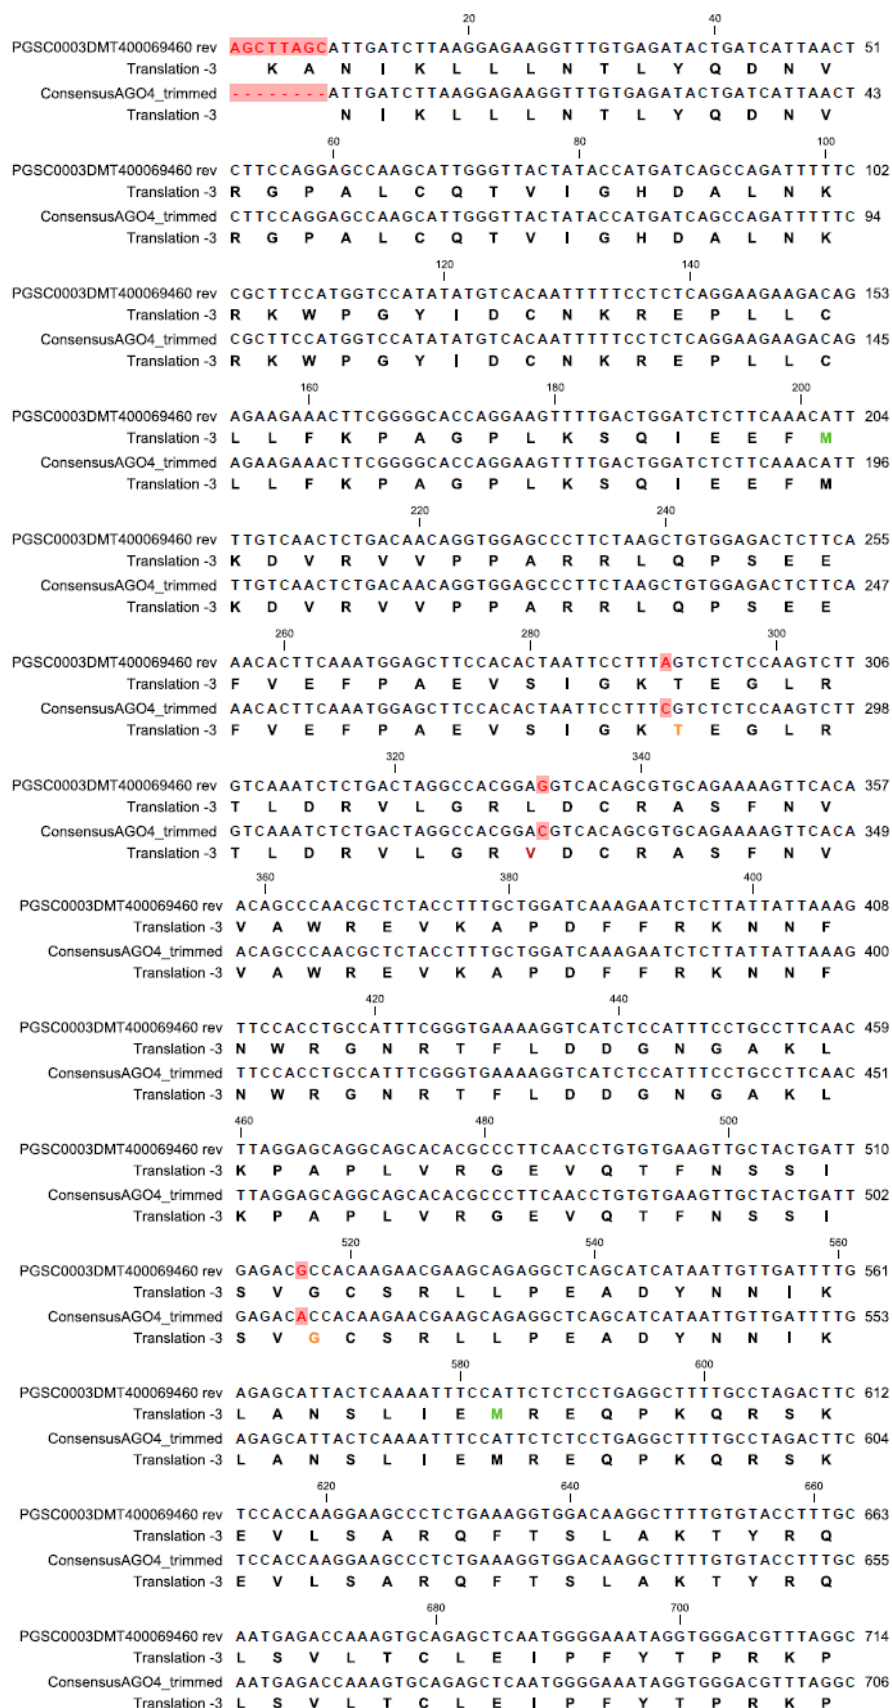 20 40
PGSC0003DMT400069460 rev AGCTTAGCATTGATCTTAAGGAGAAGGTTTGTGAGATACTGATCATTAACT 51
Translation -3 K A N I K L L L N T L Y Q D N V
ConsensusAGO4_trimmed --------ATTGATCTTAAGGAGAAGGTTTGTGAGATACTGATCATTAACT 43
Translation -3 N I K L L L N T L Y Q D N V
60 80 100
PGSC0003DMT400069460 rev CTTCCAGGAGCCAAGCATTGGGTTACTATACCATGATCAGCCAGATTTTTC 102
Translation -3 R G P A L C Q T V I G H D A L N K
ConsensusAGO4_trimmed CTTCCAGGAGCCAAGCATTGGGTTACTATACCATGATCAGCCAGATTTTTC 94
Translation -3 R G P A L C Q T V I G H D A L N K
120 140
PGSC0003DMT400069460 rev CGCTTCCATGGTCCATATATGTCACAATTTTTCCTCTCAGGAAGAAGACAG 153
Translation -3 R K W P G Y I D C N K R E P L L C
ConsensusAGO4_trimmed CGCTTCCATGGTCCATATATGTCACAATTTTTCCTCTCAGGAAGAAGACAG 145
Translation -3 R K W P G Y I D C N K R E P L L C
160 180 200
PGSC0003DMT400069460 rev AGAAGAAACTTCGGGGCACCAGGAAGTTTTGACTGGATCTCTTCAAACATT 204
Translation -3 L L F K P A G P L K S Q I E E F M
ConsensusAGO4_trimmed AGAAGAAACTTCGGGGCACCAGGAAGTTTTGACTGGATCTCTTCAAACATT 196
Translation -3 L L F K P A G P L K S Q I E E F M
220 240
PGSC0003DMT400069460 rev TTGTCAACTCTGACAACAGGTGGAGCCCTTCTAAGCTGTGGAGACTCTTCA 255
Translation -3 K D V R V V P P A R R L Q P S E E
ConsensusAGO4_trimmed TTGTCAACTCTGACAACAGGTGGAGCCCTTCTAAGCTGTGGAGACTCTTCA 247
Translation -3 K D V R V V P P A R R L Q P S E E
260 280 300
PGSC0003DMT400069460 rev AACACTTCAAATGGAGCTTCCACACTAATTCCTTTAGTCTCTCCAAGTCTT 306
Translation -3 F V E F P A E V S I G K T E G L R
ConsensusAGO4_trimmed AACACTTCAAATGGAGCTTCCACACTAATTCCTTTCGTCTCTCCAAGTCTT 298
Translation -3 F V E F P A E V S I G K T E G L R
320 340
PGSC0003DMT400069460 rev GTCAAATCTCTGACTAGGCCACGGAGGTCACAGCGTGCAGAAAAGTTCACA 357
Translation -3 T L D R V L G R L D C R A S F N V
ConsensusAGO4_trimmed GTCAAATCTCTGACTAGGCCACGGACGTCACAGCGTGCAGAAAAGTTCACA 349
Translation -3 T L D R V L G R V D C R A S F N V
360 380 400
PGSC0003DMT400069460 rev ACAGCCCAACGCTCTACCTTTGCTGGATCAAAGAATCTCTTATTATTAAAG 408
Translation -3 V A W R E V K A P D F F R K N N F
ConsensusAGO4_trimmed ACAGCCCAACGCTCTACCTTTGCTGGATCAAAGAATCTCTTATTATTAAAG 400
Translation -3 V A W R E V K A P D F F R K N N F
420 440
PGSC0003DMT400069460 rev TTCCACCTGCCATTTCGGGTGAAAAGGTCATCTCCATTTCCTGCCTTCAAC 459
Translation -3 N W R G N R T F L D D G N G A K L
ConsensusAGO4_trimmed TTCCACCTGCCATTTCGGGTGAAAAGGTCATCTCCATTTCCTGCCTTCAAC 451
Translation -3 N W R G N R T F L D D G N G A K L
460 480 500
PGSC0003DMT400069460 rev TTAGGAGCAGGCAGCACACGCCCTTCAACCTGTGTGAAGTTGCTACTGATT 510
Translation -3 K P A P L V R G E V Q T F N S S I
ConsensusAGO4_trimmed TTAGGAGCAGGCAGCACACGCCCTTCAACCTGTGTGAAGTTGCTACTGATT 502
Translation -3 K P A P L V R G E V Q T F N S S I
520 540 560
PGSC0003DMT400069460 rev GAGACGCCACAAGAACGAAGCAGAGGCTCAGCATCATAATTGTTGATTTTG 561
Translation -3 S V G C S R L L P E A D Y N N I K
ConsensusAGO4_trimmed GAGACACCACAAGAACGAAGCAGAGGCTCAGCATCATAATTGTTGATTTTG 553
Translation -3 S V G C S R L L P E A D Y N N I K
580 600
PGSC0003DMT400069460 rev AGAGCATTACTCAAAATTTCCATTCTCTCCTGAGGCTTTTGCCTAGACTTC 612
Translation -3 L A N S L I E M R E Q P K Q R S K
ConsensusAGO4_trimmed AGAGCATTACTCAAAATTTCCATTCTCTCCTGAGGCTTTTGCCTAGACTTC 604
Translation -3 L A N S L I E M R E Q P K Q R S K
620 640 660
PGSC0003DMT400069460 rev TCCACCAAGGAAGCCCTCTGAAAGGTGGACAAGGCTTTTGTGTACCTTTGC 663
Translation -3 E V L S A R Q F T S L A K T Y R Q
ConsensusAGO4_trimmed TCCACCAAGGAAGCCCTCTGAAAGGTGGACAAGGCTTTTGTGTACCTTTGC 655
Translation -3 E V L S A R Q F T S L A K T Y R Q
680 700
PGSC0003DMT400069460 rev AATGAGACCAAAGTGCAGAGCTCAATGGGGAAATAGGTGGGACGTTTAGGC 714
Translation -3 L S V L T C L E I P F Y T P R K P
ConsensusAGO4_trimmed AATGAGACCAAAGTGCAGAGCTCAATGGGGAAATAGGTGGGACGTTTAGGC 706
Translation -3 L S V L T C L E I P F Y T P R K P